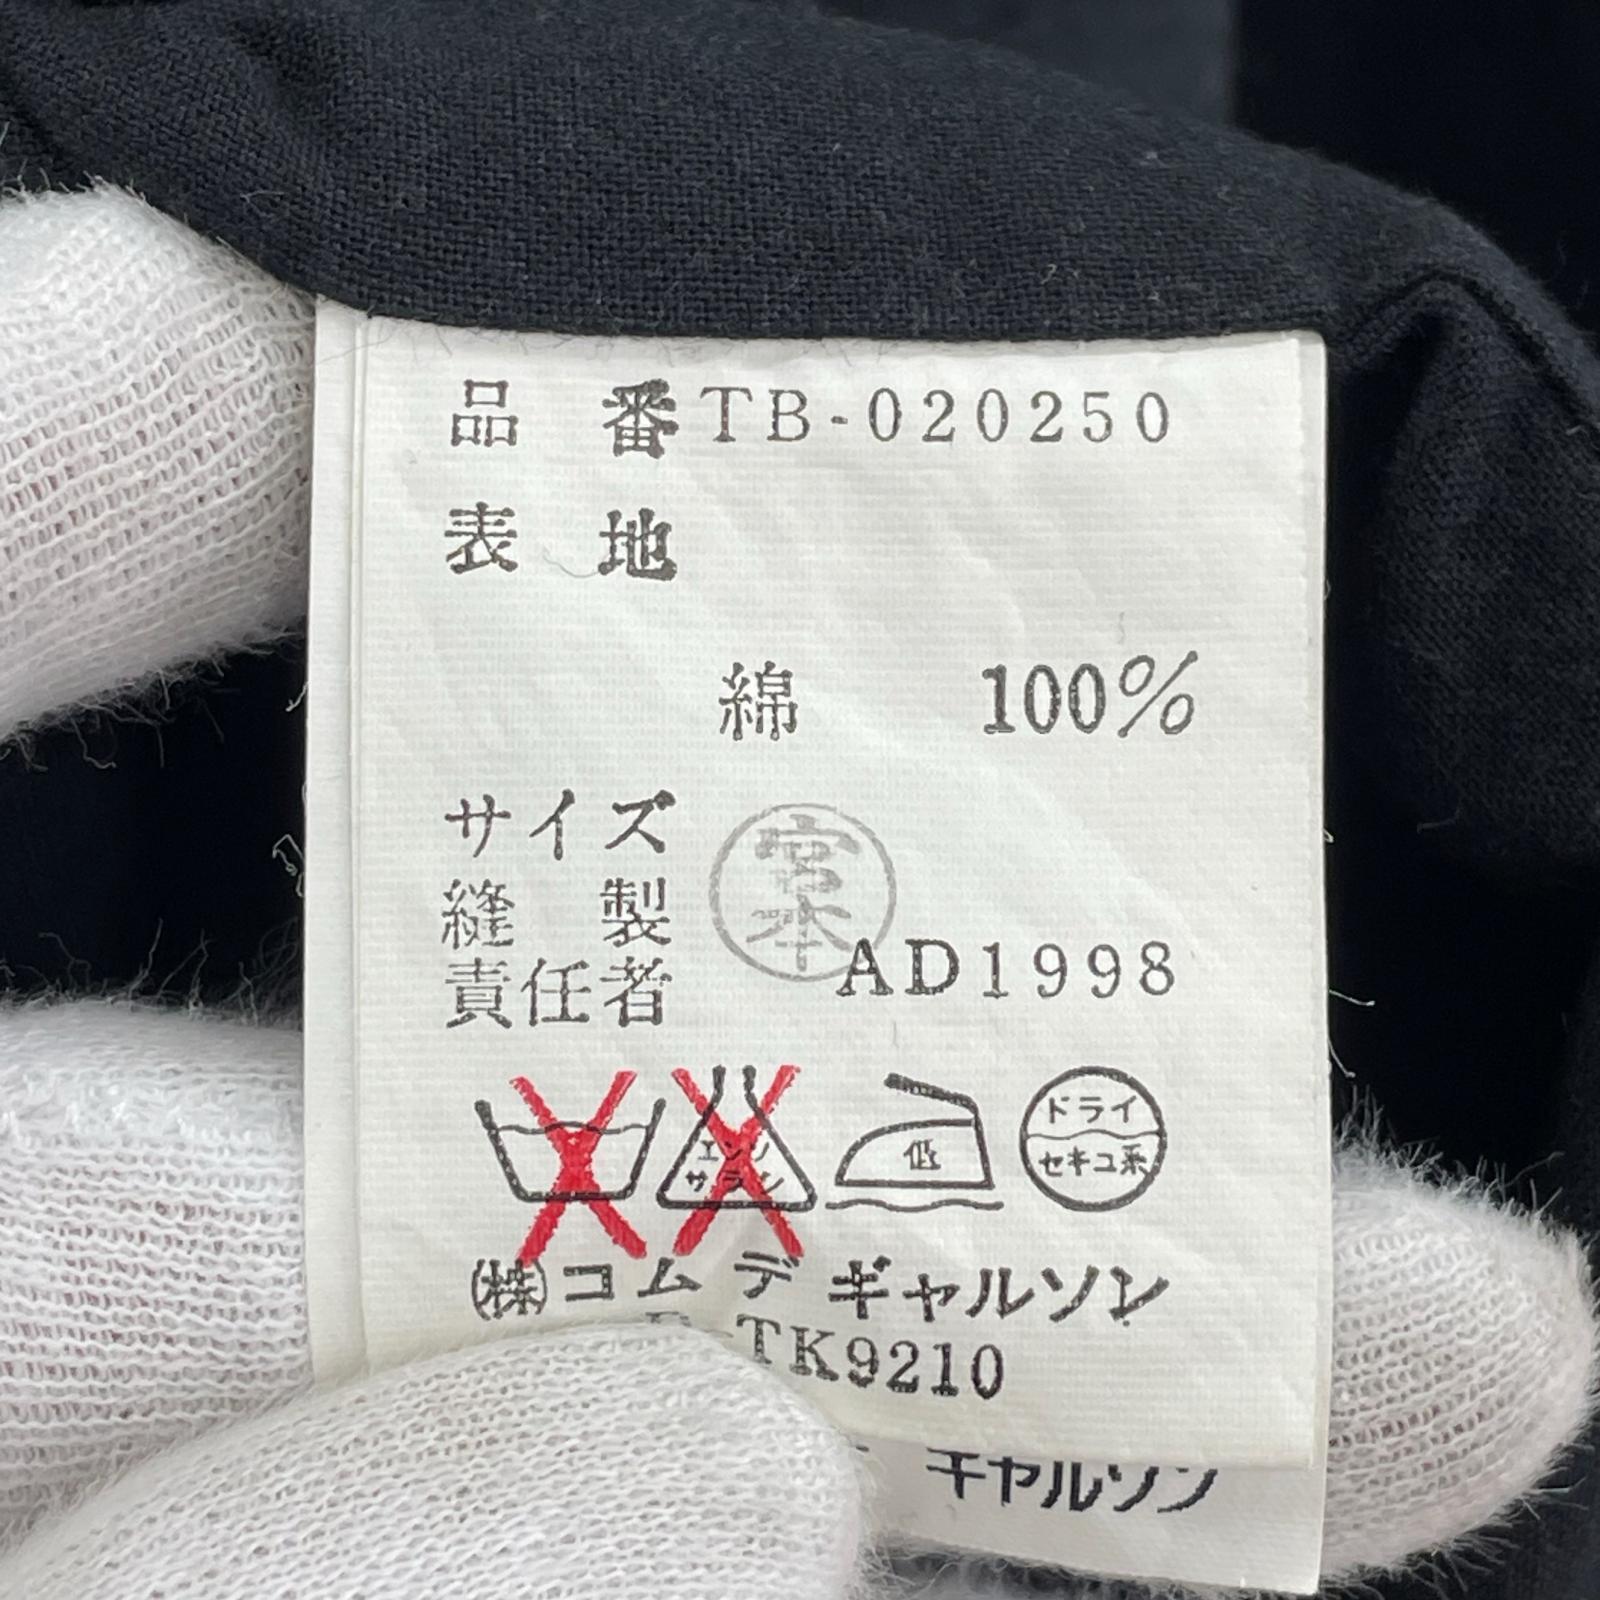 品 番 TB-020250
表 地
綿 100%
サイズ
縫 製
責任者
宮本
AD1998
エンソ
サラシ
低
ドライ
セキユ系
㈱コム デ ギャルソン
TK9210
ギャルソン